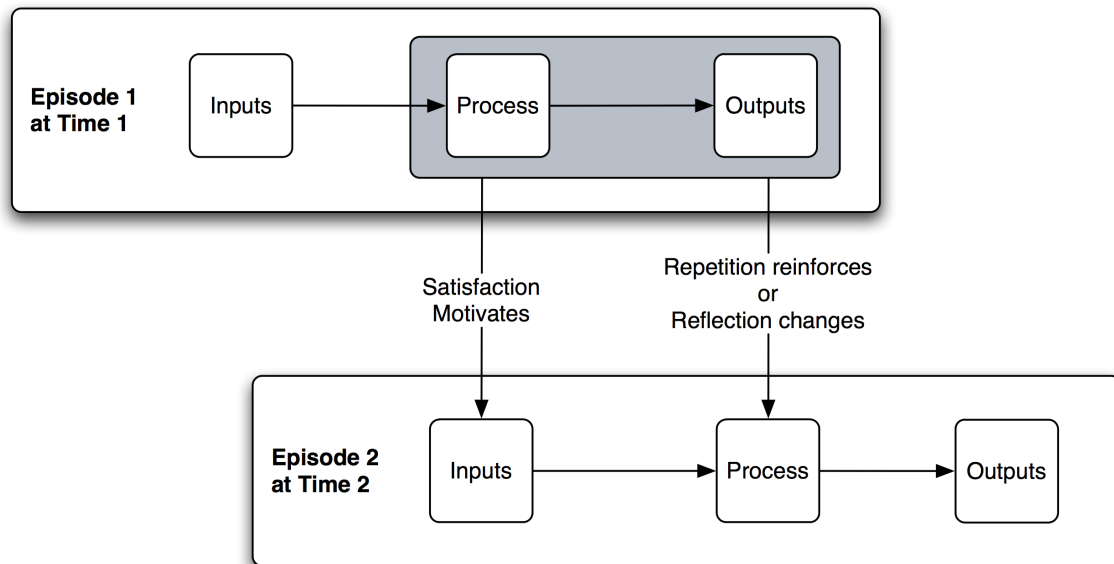 Episode 1
at Time 1
Inputs
Process
Outputs
Satisfaction
Motivates
Repetition reinforces
or
Reflection changes
Episode 2
at Time 2
Inputs
Process
Outputs